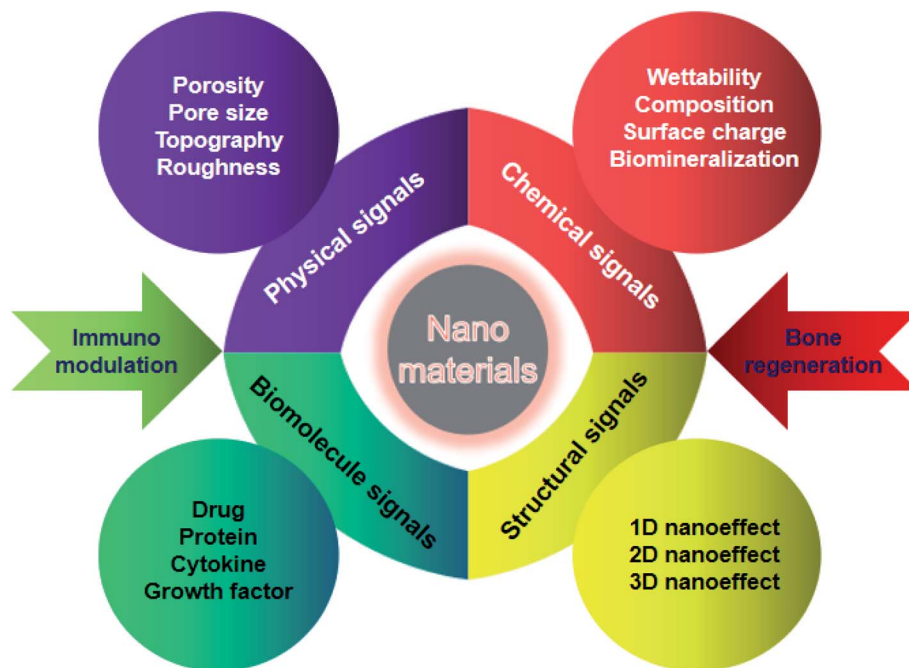 Porosity
Pore size
Topography
Roughness
Wettability
Composition
Surface charge
Biomineralization
Physical signals
Chemical signals
Immuno
modulation
Nano
materials
Bone
regeneration
Biomolecule signals
Structural signals
Drug
Protein
Cytokine
Growth factor
1D nanoeffect
2D nanoeffect
3D nanoeffect